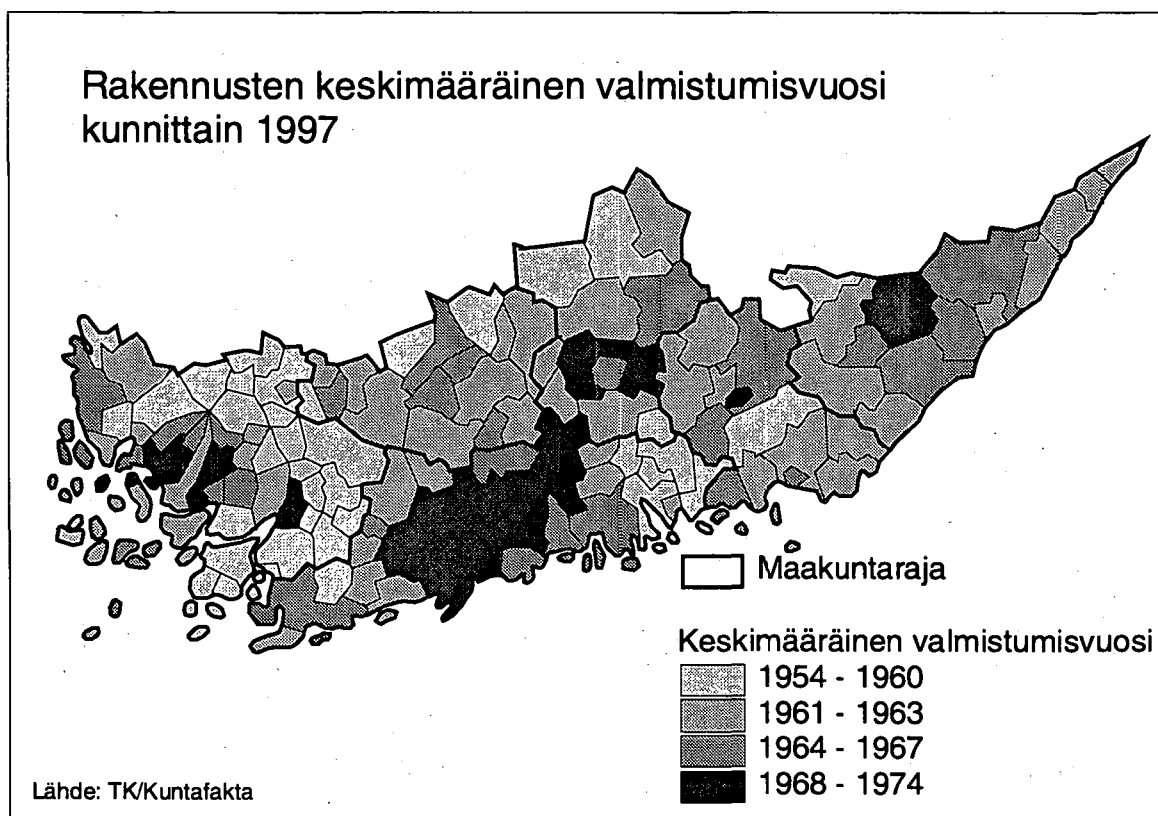 Rakennusten keskimääräinen valmistumisvuosi
kunnittain 1997
Maakuntaraja
Keskimääräinen valmistumisvuosi
1954 - 1960
1961 - 1963
1964 - 1967
1968 - 1974
Lähde: TK/Kuntafakta